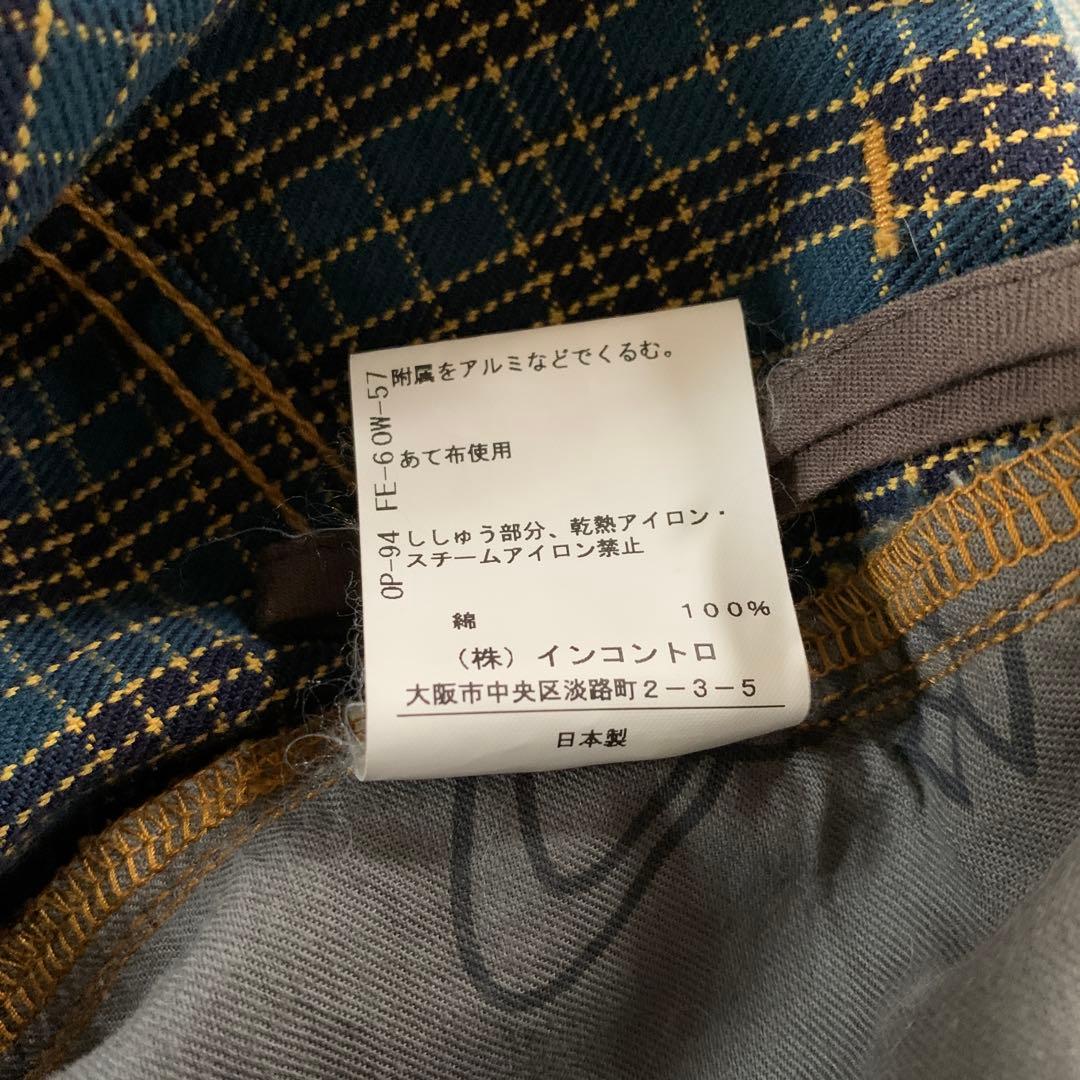 附属をアルミなどでくるむ。
あて布使用
ししゅう部分、乾熱アイロン・
スチームアイロン禁止
綿 100%
（株）インコントロ
大阪市中央区淡路町２－３－５
日本製
OP-94 FE-60W-57